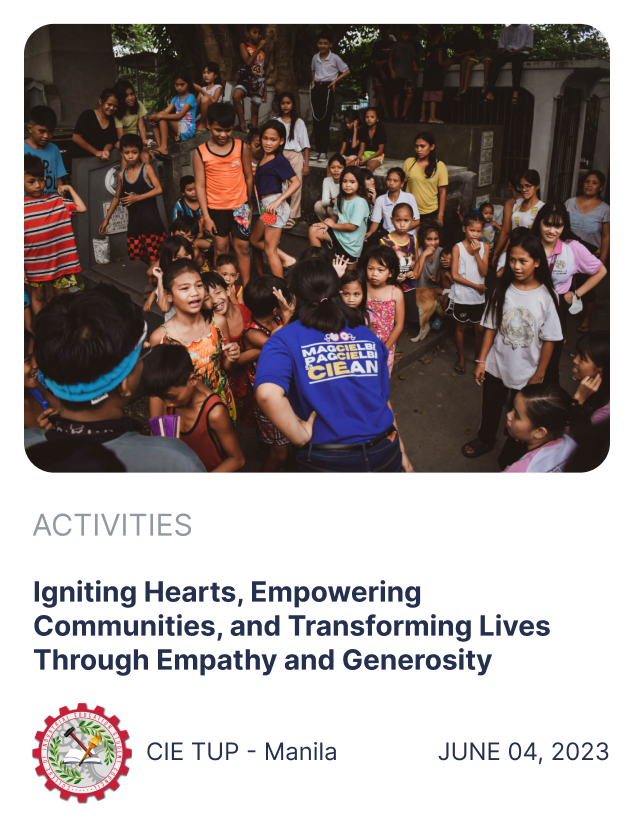 MAGCIELBI
PAGCIELBI
CIEAN
ACTIVITIES
Igniting Hearts, Empowering
Communities, and Transforming Lives
Through Empathy and Generosity
CIE TUP - Manila
JUNE 04, 2023